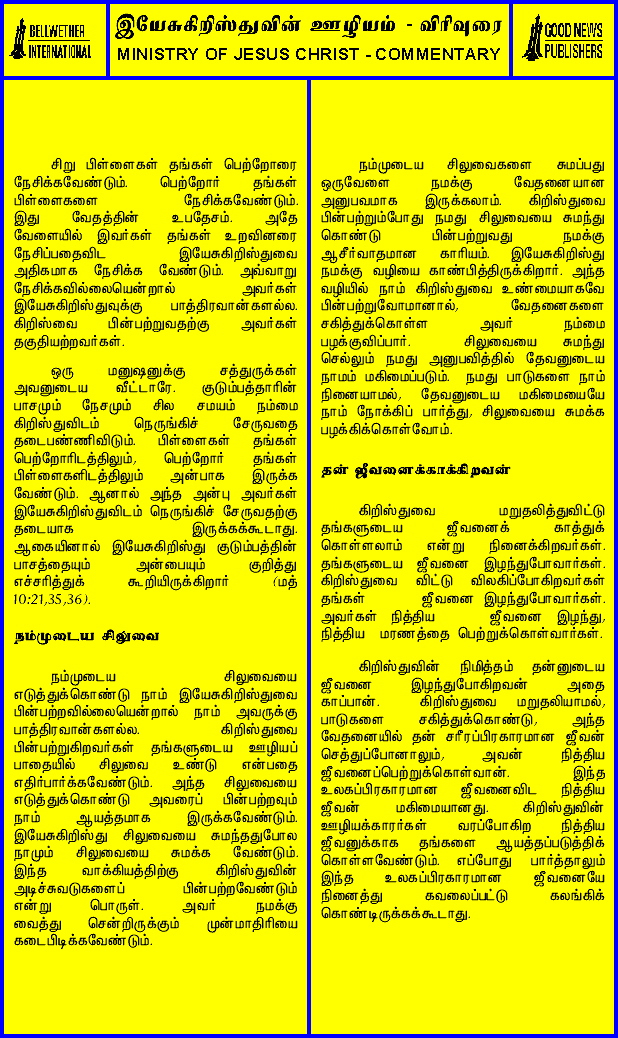 BELLWETHER
INTERNATIONAL
இயேசுகிறிஸ்துவின் ஊழியம் - விரிவுரை
MINISTRY OF JESUS CHRIST - COMMENTARY
GOOD NEWS
PUBLISHERS
சிறு பிள்ளைகள் தங்கள் பெற்றோரை
நேசிக்கவேண்டும். பெற்றோர் தங்கள்
பிள்ளைகளை நேசிக்கவேண்டும்.
இது வேதத்தின் உபதேசம். அதே
வேளையில் இவர்கள் தங்கள் உறவினரை
நேசிப்பதைவிட இயேசுகிறிஸ்துவை
அதிகமாக நேசிக்க வேண்டும். அவ்வாறு
நேசிக்கவில்லையென்றால் அவர்கள்
இயேசுகிறிஸ்துவுக்கு பாத்திரவான்களல்ல.
கிறிஸ்வை பின்பற்றுவதற்கு அவர்கள்
தகுதியற்றவர்கள்.
ஒரு மனுஷனுக்கு சத்துருக்கள்
அவனுடைய வீட்டாரே. குடும்பத்தாரின்
பாசமும் நேசமும் சில சமயம் நம்மை
கிறிஸ்துவிடம் நெருங்கிச் சேருவதை
தடைபண்ணிவிடும். பிள்ளைகள் தங்கள்
பெற்றோரிடத்திலும், பெற்றோர் தங்கள்
பிள்ளைகளிடத்திலும் அன்பாக இருக்க
வேண்டும். ஆனால் அந்த அன்பு அவர்கள்
இயேசுகிறிஸ்துவிடம் நெருங்கிச் சேருவதற்கு
தடையாக இருக்கக்கூடாது.
ஆகையினால் இயேசுகிறிஸ்து குடும்பத்தின்
பாசத்தையும் அன்பையும் குறித்து
எச்சரித்துக் கூறியிருக்கிறார் (மத்
10:21,35,36).
நம்முடைய சிலுவை
நம்முடைய சிலுவையை
எடுத்துக்கொண்டு நாம் இயேசுகிறிஸ்துவை
பின்பற்றவில்லையென்றால் நாம் அவருக்கு
பாத்திரவான்களல்ல. கிறிஸ்துவை
பின்பற்றுகிறவர்கள் தங்களுடைய ஊழியப்
பாதையில் சிலுவை உண்டு என்பதை
எதிர்பார்க்கவேண்டும். அந்த சிலுவையை
எடுத்துக்கொண்டு அவரைப் பின்பற்றவும்
நாம் ஆயத்தமாக இருக்கவேண்டும்.
இயேசுகிறிஸ்து சிலுவையை சுமந்ததுபோல
நாமும் சிலுவையை சுமக்க வேண்டும்.
இந்த வாக்கியத்திற்கு கிறிஸ்துவின்
அடிச்சுவடுகளைப் பின்பற்றவேண்டும்
என்று பொருள். அவர் நமக்கு
வைத்து சென்றிருக்கும் முன்மாதிரியை
கடைபிடிக்கவேண்டும்.
நம்முடைய சிலுவைகளை சுமப்பது
ஒருவேளை நமக்கு வேதனையான
அனுபவமாக இருக்கலாம். கிறிஸ்துவை
பின்பற்றும்போது நமது சிலுவையை சுமந்து
கொண்டு பின்பற்றுவது நமக்கு
ஆசீர்வாதமான காரியம். இயேசுகிறிஸ்து
நமக்கு வழியை காண்பித்திருக்கிறார். அந்த
வழியில் நாம் கிறிஸ்துவை உண்மையாகவே
பின்பற்றுவோமானால், வேதனைகளை
சகித்துக்கொள்ள அவர் நம்மை
பழக்குவிப்பார். சிலுவையை சுமந்து
செல்லும் நமது அனுபவித்தில் தேவனுடைய
நாமம் மகிமைப்படும். நமது பாடுகளை நாம்
நினையாமல், தேவனுடைய மகிமையையே
நாம் நோக்கிப் பார்த்து, சிலுவையை சுமக்க
பழக்கிக்கொள்வோம்.
தன் ஜீவனைக்காக்கிறவன்
கிறிஸ்துவை மறுதலித்துவிட்டு
தங்களுடைய ஜீவனைக் காத்துக்
கொள்ளலாம் என்று நினைக்கிறவர்கள்.
தங்களுடைய ஜீவனை இழந்துபோவார்கள்.
கிறிஸ்துவை விட்டு விலகிப்போகிறவர்கள்
தங்கள் ஜீவனை இழந்துபோவார்கள்.
அவர்கள் நித்திய ஜீவனை இழந்து,
நித்திய மரணத்தை பெற்றுக்கொள்வார்கள்.
கிறிஸ்துவின் நிமித்தம் தன்னுடைய
ஜீவனை இழந்துபோகிறவன் அதை
காப்பான். கிறிஸ்துவை மறுதலியாமல்,
பாடுகளை சகித்துக்கொண்டு, அந்த
வேதனையில் தன் சரீரப்பிரகாரமான ஜீவன்
செத்துப்போனாலும், அவன் நித்திய
ஜீவனைப்பெற்றுக்கொள்வான். இந்த
உலகப்பிரகாரமான ஜீவனைவிட நித்திய
ஜீவன் மகிமையானது. கிறிஸ்துவின்
ஊழியக்காரர்கள் வரப்போகிற நித்திய
ஜீவனுக்காக தங்களை ஆயத்தப்படுத்திக்
கொள்ளவேண்டும். எப்போது பார்த்தாலும்
இந்த உலகப்பிரகாரமான ஜீவனையே
நினைத்து கவலைப்பட்டு கலங்கிக்
கொண்டிருக்கக்கூடாது.